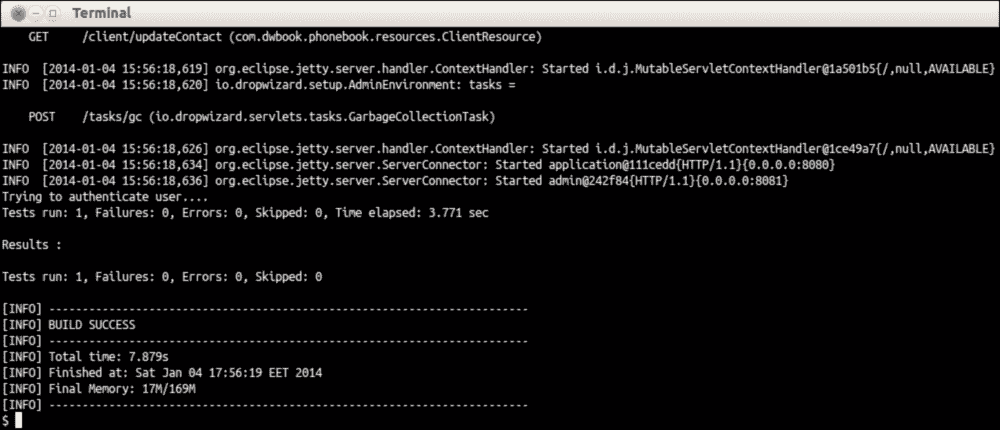 Terminal
GET /client/updateContact (com.dwbook.phonebook.resources.ClientResource)
INFO [2014-01-04 15:56:18,619] org.eclipse.jetty.server.handler.ContextHandler: Started i.d.j.MutableServletContextHandler@1a501b5{/,null,AVAILABLE}
INFO [2014-01-04 15:56:18,620] io.dropwizard.setup.AdminEnvironment: tasks =
POST /tasks/gc (io.dropwizard.servlets.tasks.GarbageCollectionTask)
INFO [2014-01-04 15:56:18,626] org.eclipse.jetty.server.handler.ContextHandler: Started i.d.j.MutableServletContextHandler@1ce49a7{/,null,AVAILABLE}
INFO [2014-01-04 15:56:18,634] org.eclipse.jetty.server.ServerConnector: Started application@111cedd{HTTP/1.1}{0.0.0.0:8080}
INFO [2014-01-04 15:56:18,636] org.eclipse.jetty.server.ServerConnector: Started admin@242f84{HTTP/1.1}{0.0.0.0:8081}
Trying to authenticate user....
Tests run: 1, Failures: 0, Errors: 0, Skipped: 0, Time elapsed: 3.771 sec
Results :
Tests run: 1, Failures: 0, Errors: 0, Skipped: 0
[INFO] ------------------------------------------------------------------------
[INFO] BUILD SUCCESS
[INFO] ------------------------------------------------------------------------
[INFO] Total time: 7.879s
[INFO] Finished at: Sat Jan 04 17:56:19 EET 2014
[INFO] Final Memory: 17M/169M
[INFO] ------------------------------------------------------------------------
$